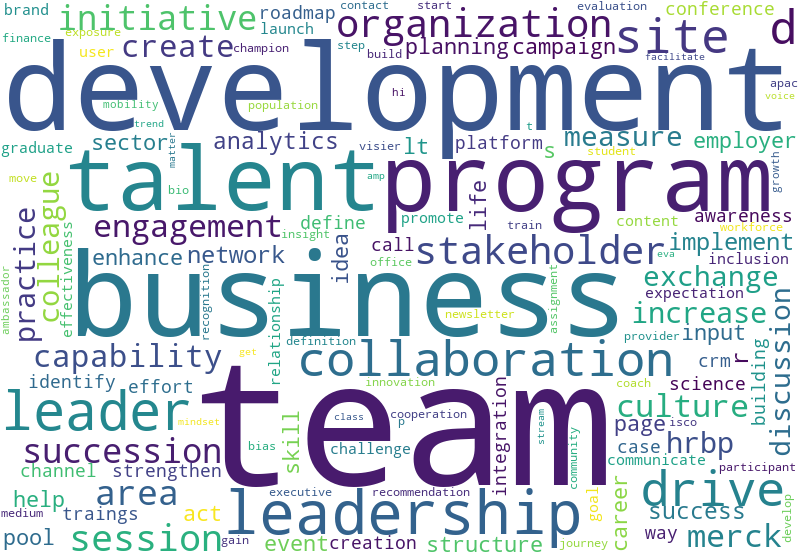 brand
initiative
roadmap
contact
start
evaluation
conference
d
finance
exposure
user
create
launch
champion
organization
site
step
build
planning
campaign
facilitate
development
hi
apac
voice
mobility
trend
population
t
graduate
sector
matter
analytics
visier
lt
platform
s
measure
student
employer
talent
program
growth
move
colleague
bio
amp
life
practice
engagement
define
promote
train
content
awareness
workforce
effectiveness
insight
idea
call
stakeholder
implement
enhance
network
office
eva
inclusion
ambassador
recognition
business
assignment
exchange
expectation
relationship
newsletter
increase
discussion
definition
provider
input
r
building
capability
get
collaboration
crm
identify
effort
innovation
coach
science
leader
team
culture
mindset
skill
class
p
cooperation
integration
stream
page
isco
succession
bias
challenge
community
case
hrbp
channel
strengthen
communicate
participant
help
area
executive
recommendation
goal
career
drive
develop
medium
traings
act
leadership
success
pool
session
gain
event
creation
structure
journey
way
merck